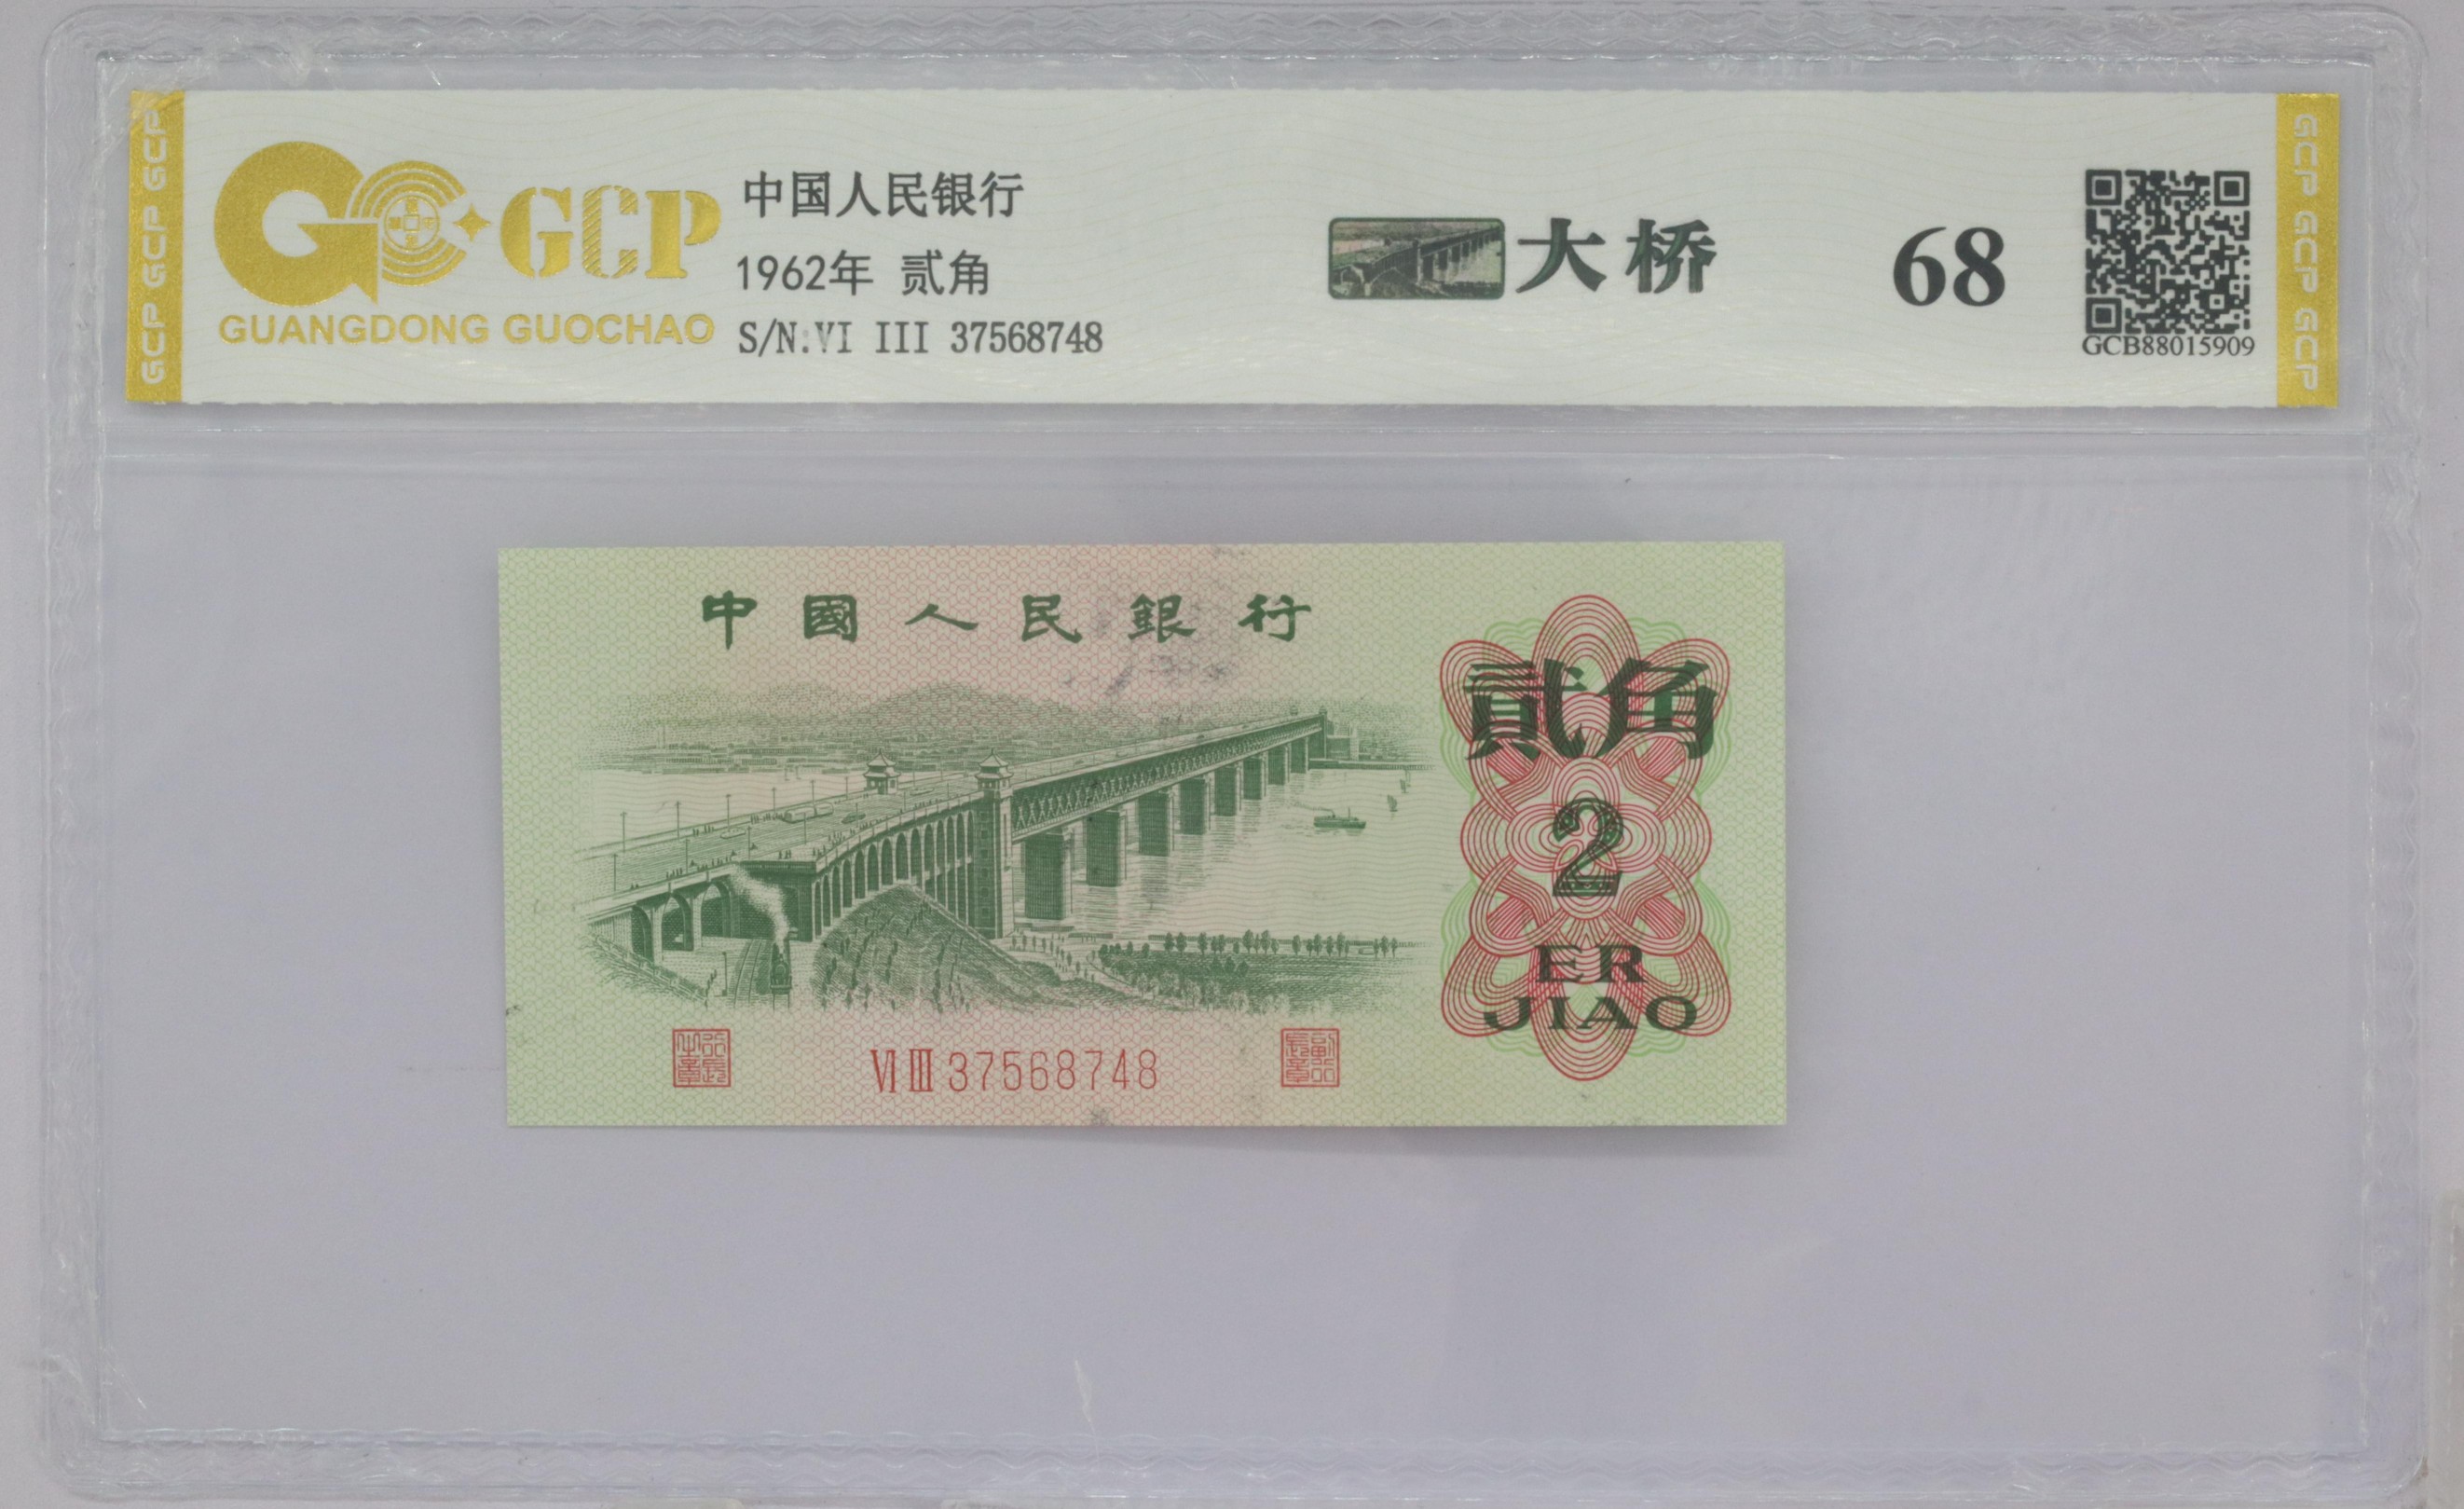 GCP GCP GCP
GCP
GUANGDONG GUOCHAO
中国人民银行
1962年 贰角
S/N:VI III 37568748
大桥
68
GCB88015909
GCP GCP GCP
中國人民銀行
貳角
2
ER
JIAO
VI III 37568748